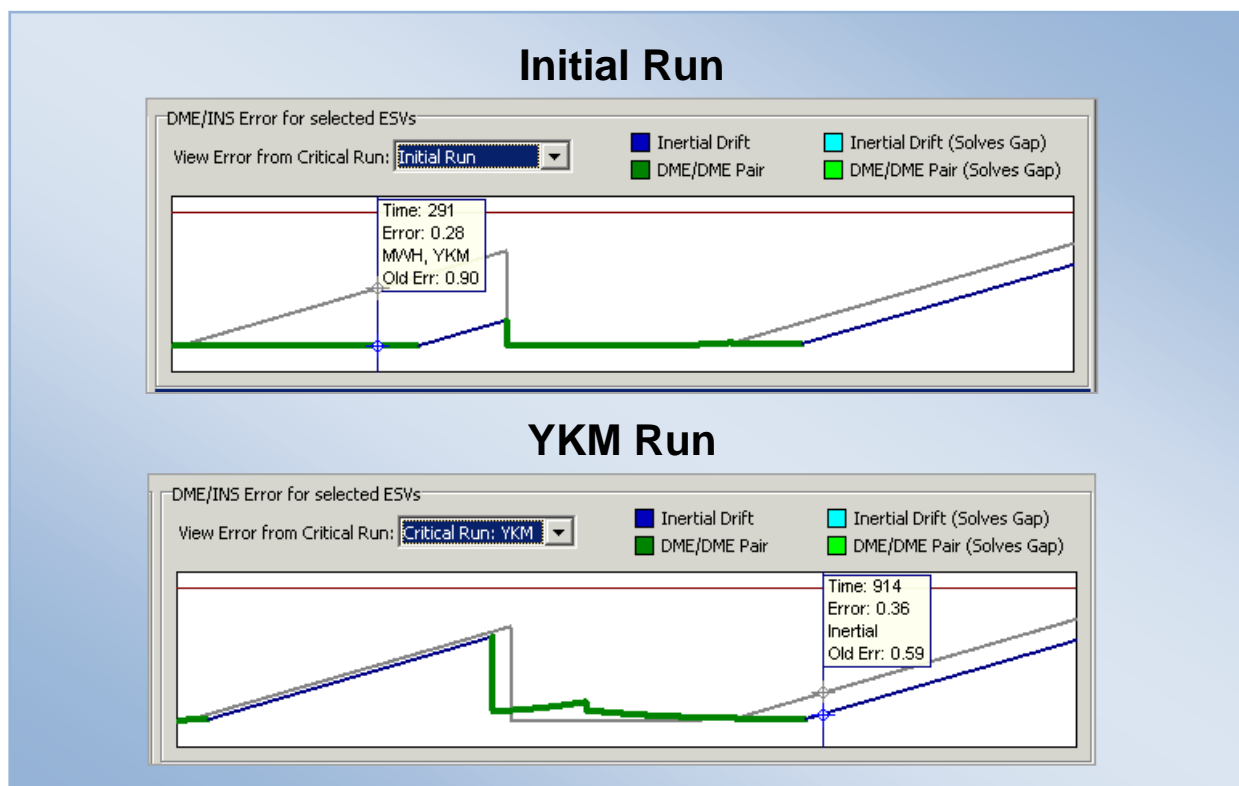 Initial Run
DME/INS Error for selected ESVs
View Error from Critical Run: Initial Run
Inertial Drift
Inertial Drift (Solves Gap)
DME/DME Pair
DME/DME Pair (Solves Gap)
Time: 291
Error: 0.28
MWH, YKM
Old Err: 0.90
YKM Run
DME/INS Error for selected ESVs
View Error from Critical Run: Critical Run: YKM
Inertial Drift
Inertial Drift (Solves Gap)
DME/DME Pair
DME/DME Pair (Solves Gap)
Time: 914
Error: 0.36
Inertial
Old Err: 0.59